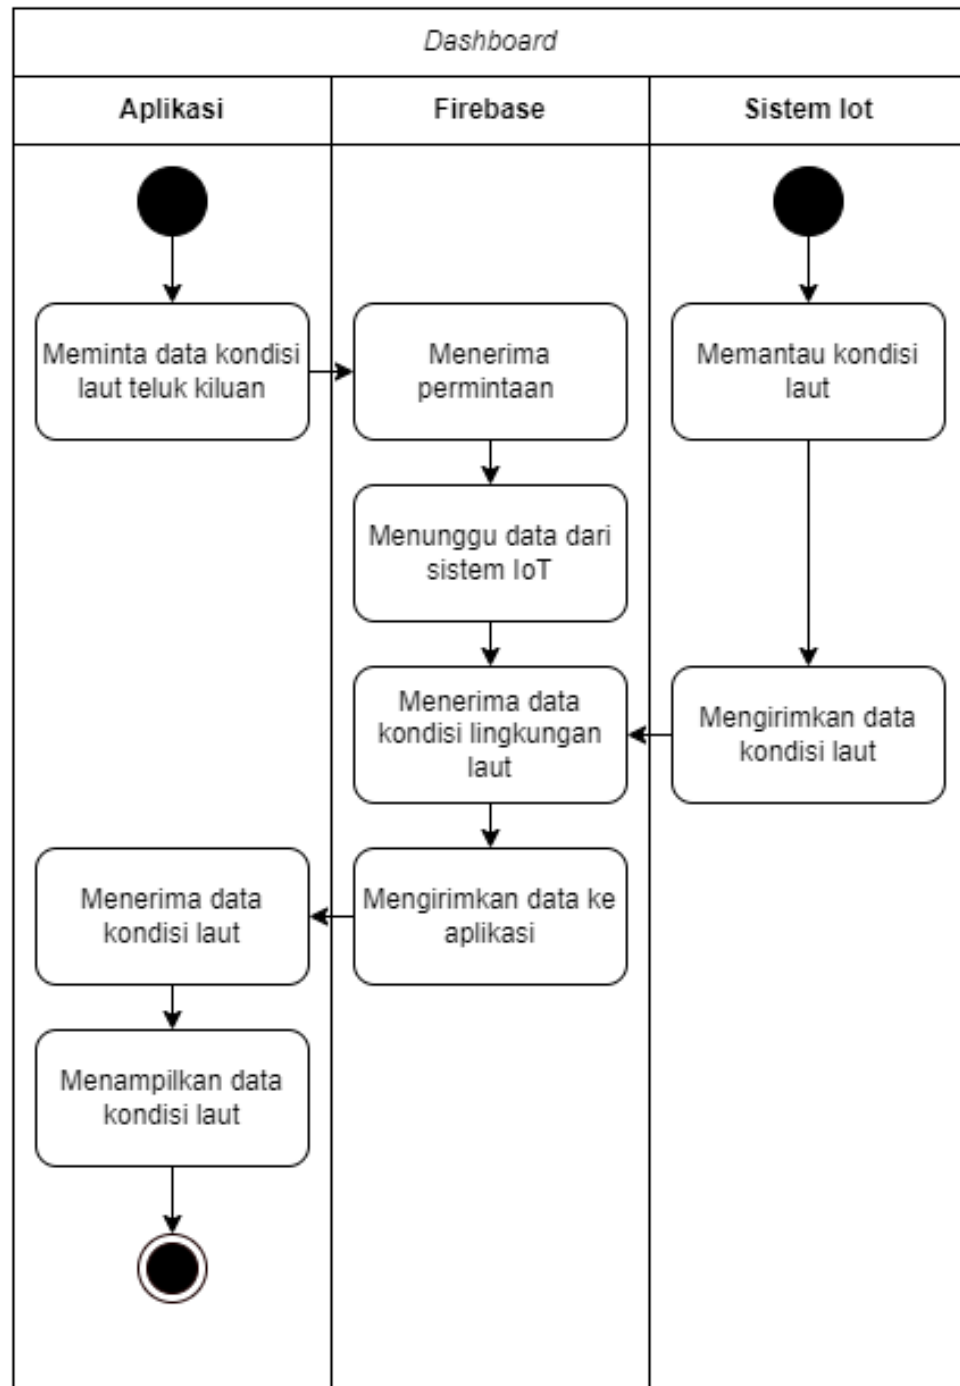 Dashboard
Aplikasi
Firebase
Sistem Iot
Meminta data kondisi
laut teluk kiluan
Menerima
permintaan
Memantau kondisi
laut
Menunggu data dari
sistem IoT
Menerima data
kondisi lingkungan
laut
Mengirimkan data
kondisi laut
Menerima data
kondisi laut
Mengirimkan data ke
aplikasi
Menampilkan data
kondisi laut